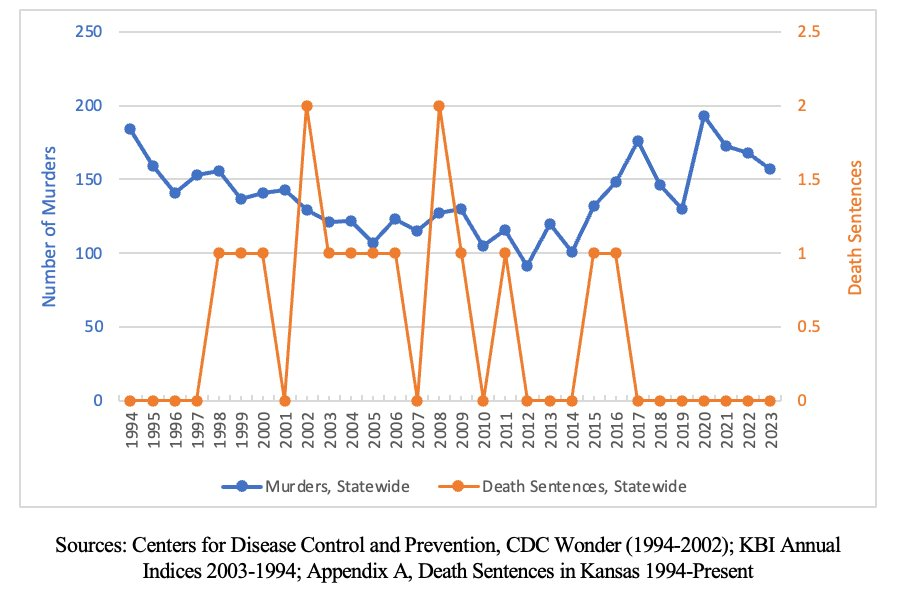 250
200
150
100
50
0
Number of Murders
2.5
2
1.5
1
0.5
0
Death Sentences
1994 1995 1996 1997 1998 1999 2000 2001 2002 2003 2004 2005 2006 2007 2008 2009 2010 2011 2012 2013 2014 2015 2016 2017 2018 2019 2020 2021 2022 2023
Murders, Statewide Death Sentences, Statewide
Sources: Centers for Disease Control and Prevention, CDC Wonder (1994-2002); KBI Annual
Indices 2003-1994; Appendix A, Death Sentences in Kansas 1994-Present